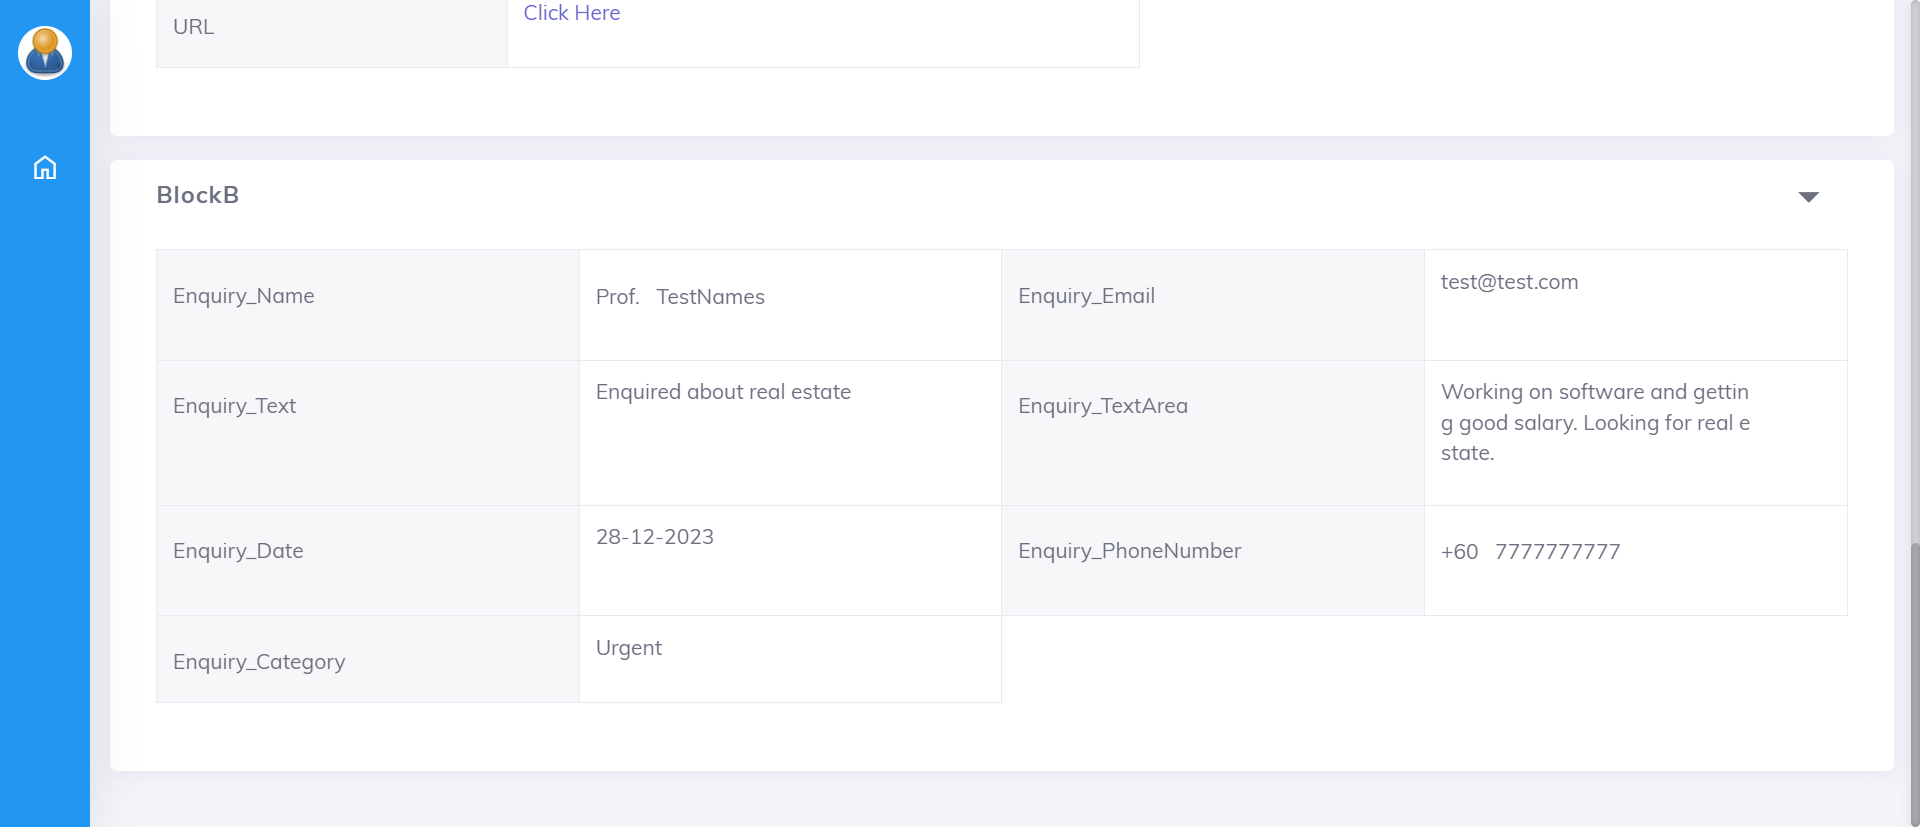 URL
Click Here
BlockB
Enquiry_Name
Prof. TestNames
Enquiry_Email
test@test.com
Enquiry_Text
Enquired about real estate
Enquiry_TextArea
Working on software and gettin
g good salary. Looking for real e
state.
Enquiry_Date
28-12-2023
Enquiry_PhoneNumber
+60 7777777777
Enquiry_Category
Urgent